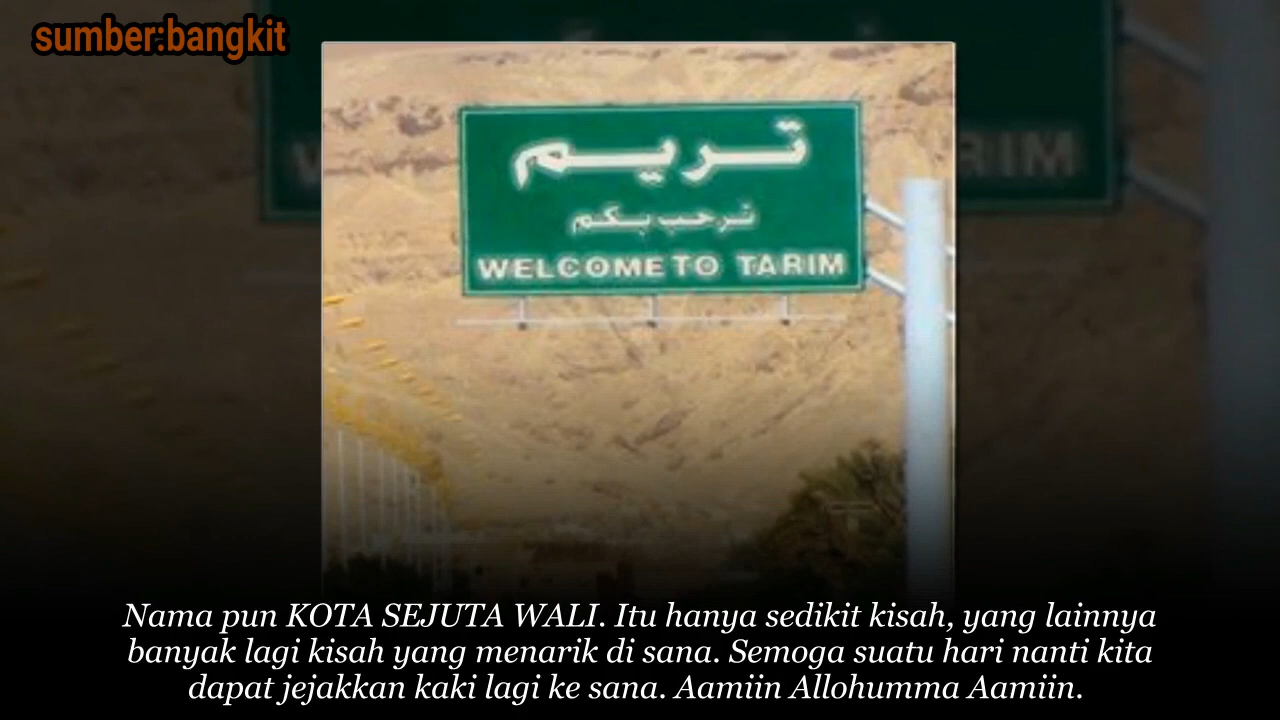 sumber:bangkit
تريم
ترحب بكم
WELCOME TO TARIM
Nama pun KOTA SEJUTA WALI. Itu hanya sedikit kisah, yang lainnya
banyak lagi kisah yang menarik di sana. Semoga suatu hari nanti kita
dapat jejakkan kaki lagi ke sana. Aamiin Allohumma Aamiin.